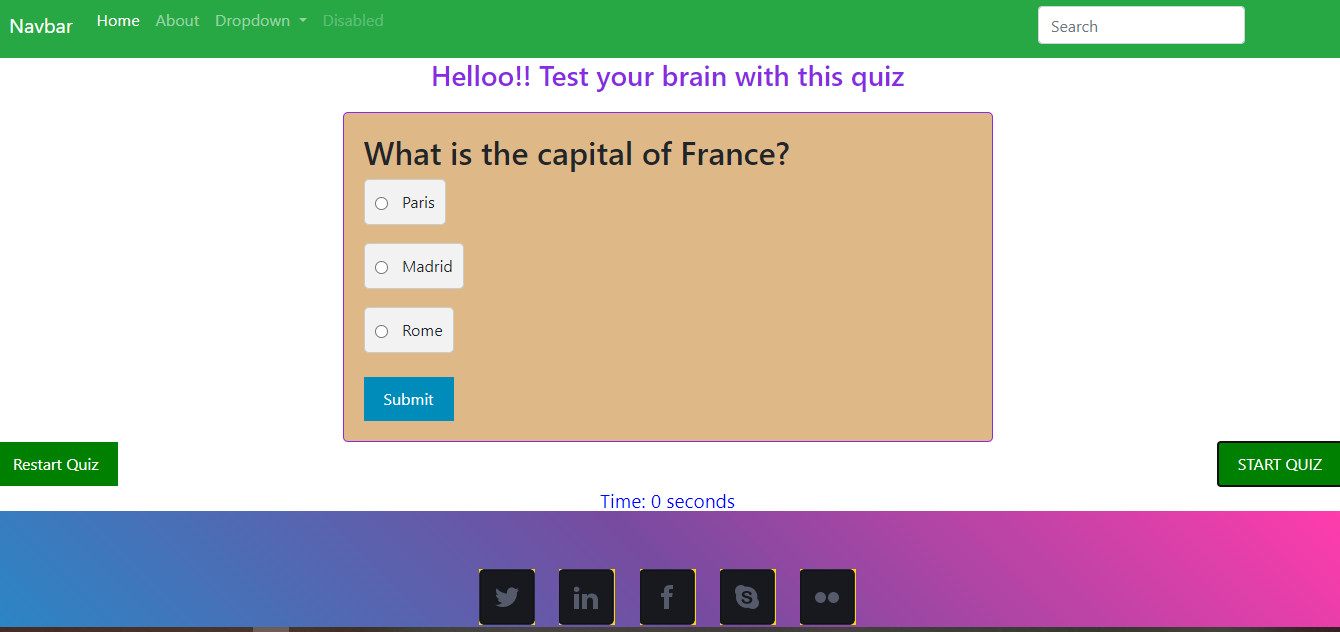 Navbar Home About Dropdown Disabled Search
Helloo!! Test your brain with this quiz
What is the capital of France?
Paris
Madrid
Rome
Submit
Restart Quiz START QUIZ
Time: 0 seconds